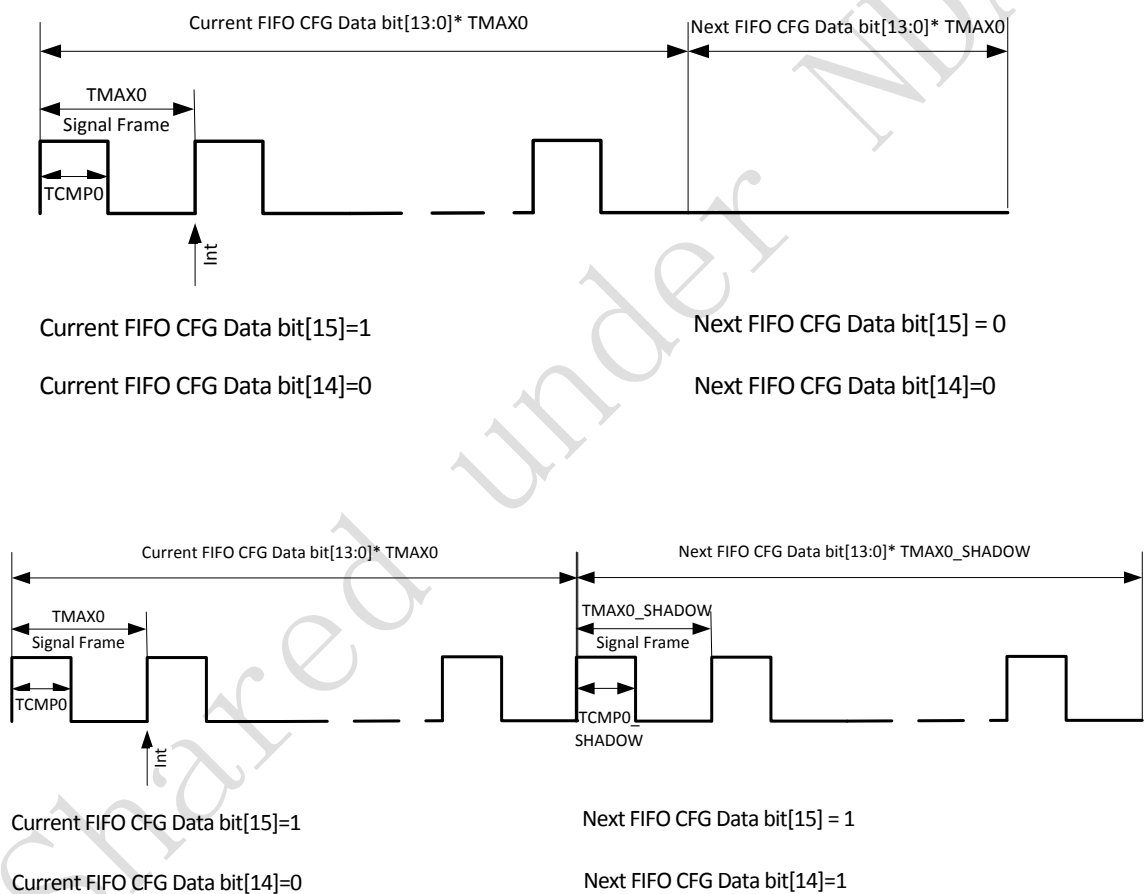 Current FIFO CFG Data bit[13:0]* TMAX0
Next FIFO CFG Data bit[13:0]* TMAX0
TMAX0
Signal Frame
TCMP0
Int
Current FIFO CFG Data bit[15]=1
Next FIFO CFG Data bit[15] = 0
Current FIFO CFG Data bit[14]=0
Next FIFO CFG Data bit[14]=0
Current FIFO CFG Data bit[13:0]* TMAX0
Next FIFO CFG Data bit[13:0]* TMAX0_SHADOW
TMAX0
Signal Frame
TCMP0
Int
TMAX0_SHADOW
Signal Frame
TCMP0_
SHADOW
Current FIFO CFG Data bit[15]=1
Next FIFO CFG Data bit[15] = 1
Current FIFO CFG Data bit[14]=0
Next FIFO CFG Data bit[14]=1
Shared under NDA